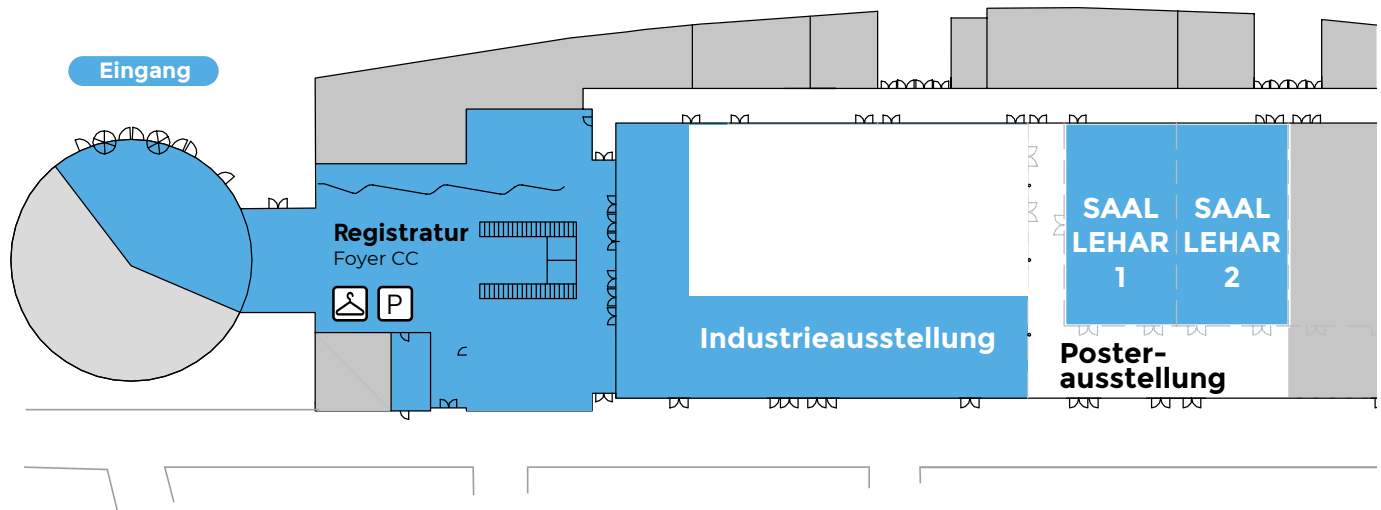 Eingang
Registratur
Foyer CC
P
Industrieausstellung
SAAL
LEHAR
1
SAAL
LEHAR
2
Poster-
ausstellung